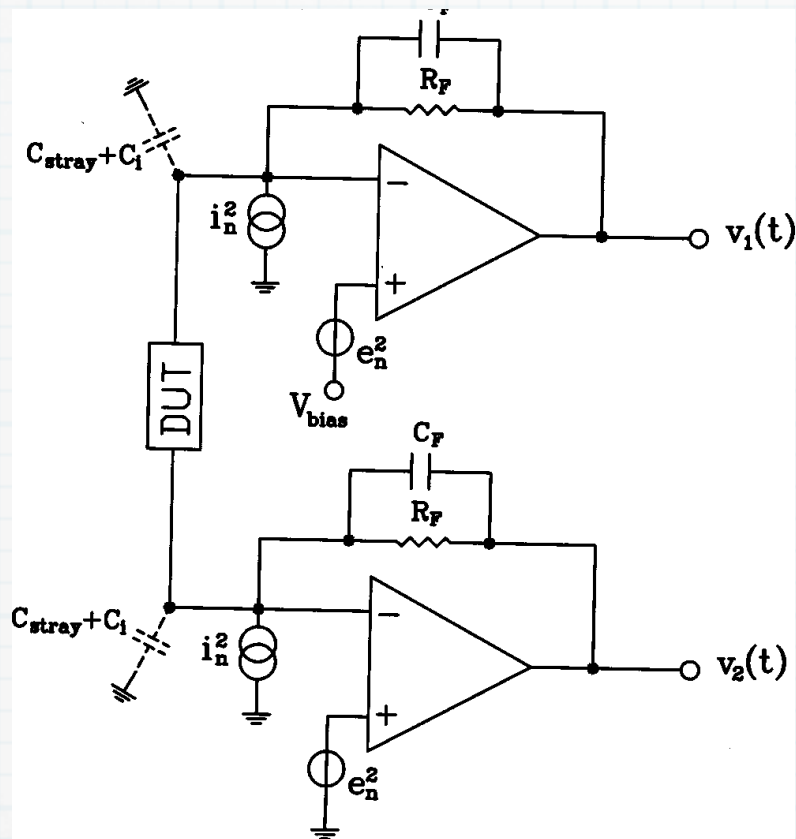 R_F
C_stray+C_i
i_n^2
−
+
v_1(t)
e_n^2
V_bias
DUT
C_F
R_F
C_stray+C_i
i_n^2
−
+
v_2(t)
e_n^2